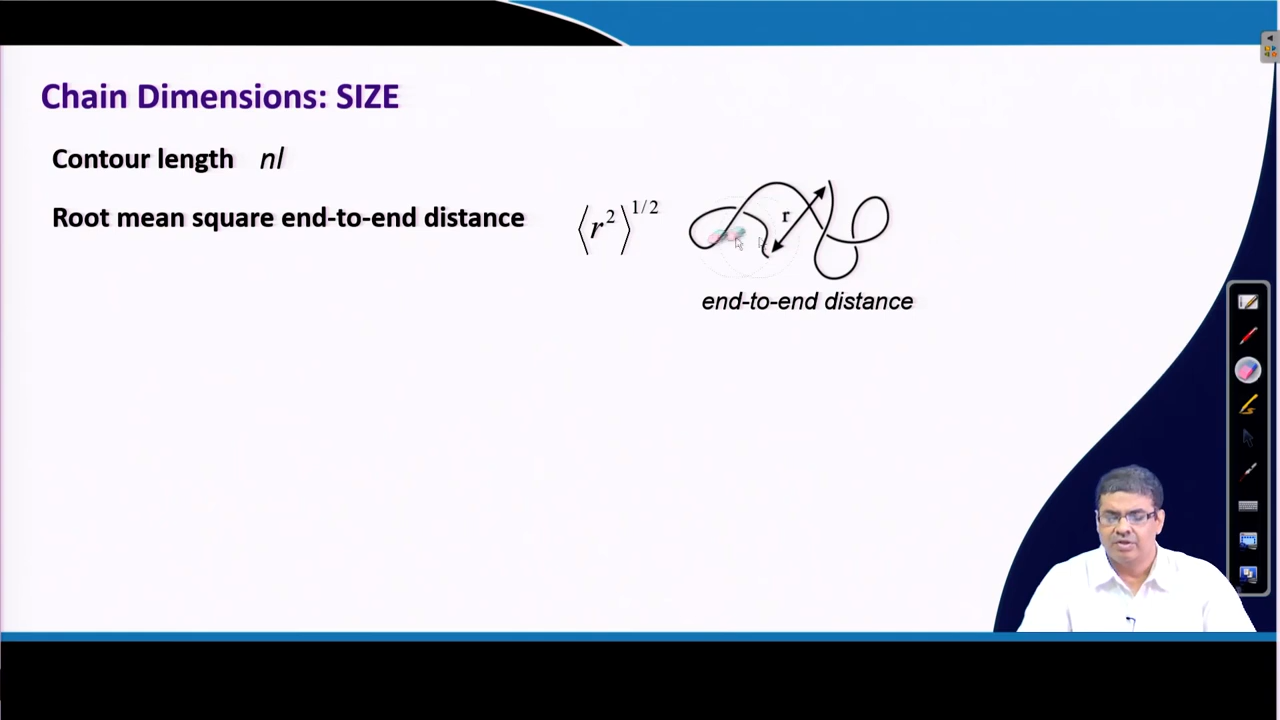 Chain Dimensions: SIZE
Contour length nl
Root mean square end-to-end distance ⟨r²⟩^1/2
r
end-to-end distance